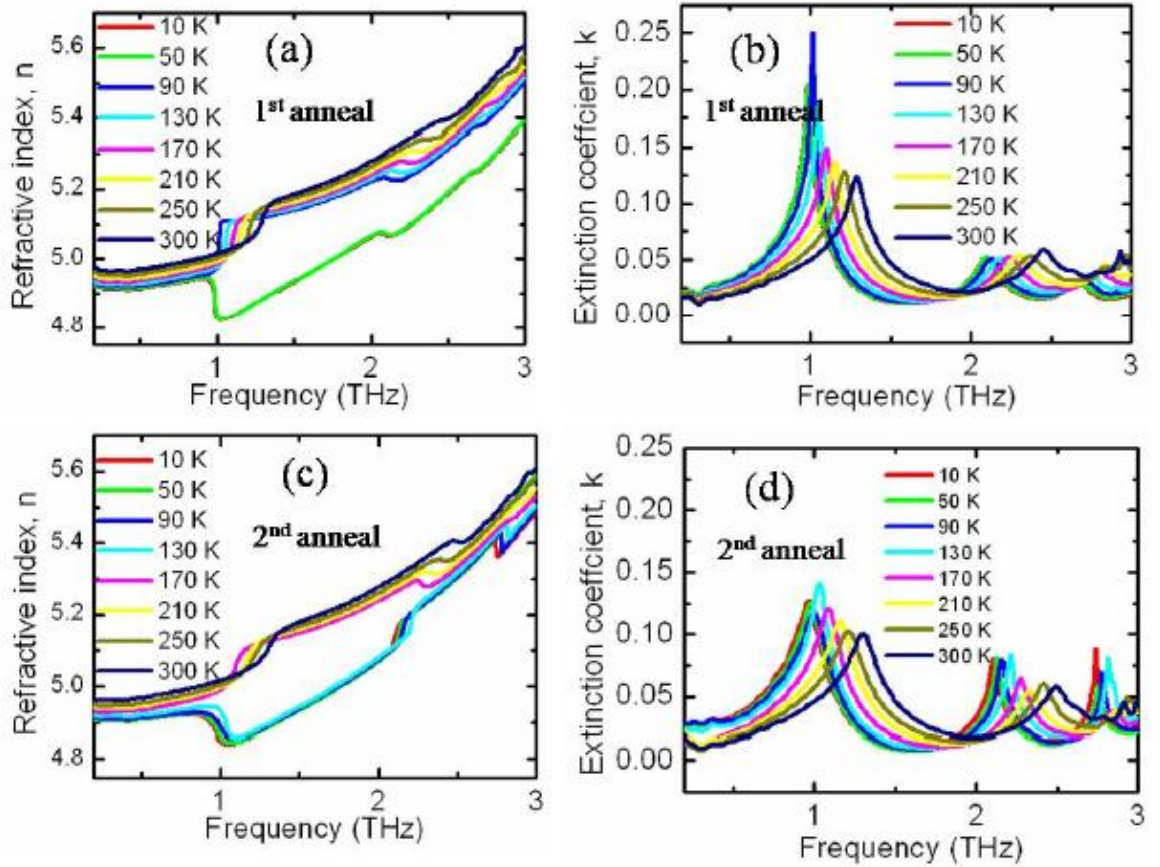 (a)
1st anneal
Refractive index, n
5.6
5.4
5.2
5.0
4.8
10 K
50 K
90 K
130 K
170 K
210 K
250 K
300 K
1
2
3
Frequency (THz)
(b)
1st anneal
Extinction coeffcient, k
0.25
0.20
0.15
0.10
0.05
0.00
10 K
50 K
90 K
130 K
170 K
210 K
250 K
300 K
1
2
3
Frequency (THz)
(c)
2nd anneal
Refractive index, n
5.6
5.4
5.2
5.0
4.8
10 K
50 K
90 K
130 K
170 K
210 K
250 K
300 K
1
2
3
Frequency (THz)
(d)
2nd anneal
Extinction coeffcient, k
0.25
0.20
0.15
0.10
0.05
0.00
10 K
50 K
90 K
130 K
170 K
210 K
250 K
300 K
1
2
3
Frequency (THz)